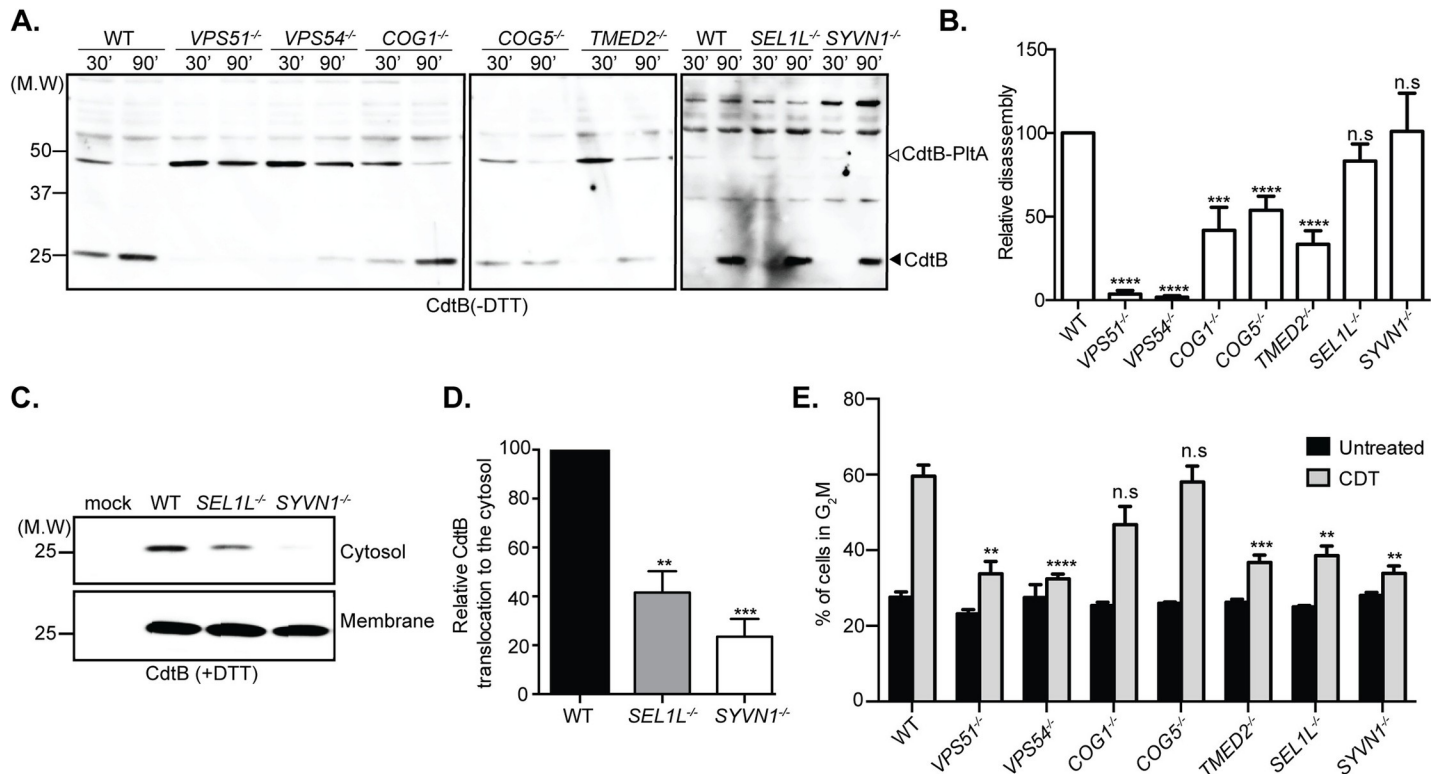 A.
WT VPS51-/- VPS54-/- COG1-/- COG5-/- TMED2-/- WT SEL1L-/- SYVN1-/-
30' 90' 30' 90' 30' 90' 30' 90' 30' 90' 30' 90' 30' 90' 30' 90' 30' 90'
(M.W)
50
37
25
CdtB-PltA
CdtB
CdtB(-DTT)
B.
Relative disassembly
150
100
50
0
*** **** **** **** **** n.s n.s
WT VPS51-/- VPS54-/- COG1-/- COG5-/- TMED2-/- SEL1L-/- SYVN1-/-
C.
mock WT SEL1L-/- SYVN1-/-
(M.W)
25
Cytosol
25
Membrane
CdtB (+DTT)
D.
Relative CdtB
translocation to the cytosol
100
80
60
40
20
0
** ***
WT SEL1L-/- SYVN1-/-
E.
% of cells in G2M
80
60
40
20
0
Untreated
CDT
** **** n.s n.s *** ** **
WT VPS51-/- VPS54-/- COG1-/- COG5-/- TMED2-/- SEL1L-/- SYVN1-/-